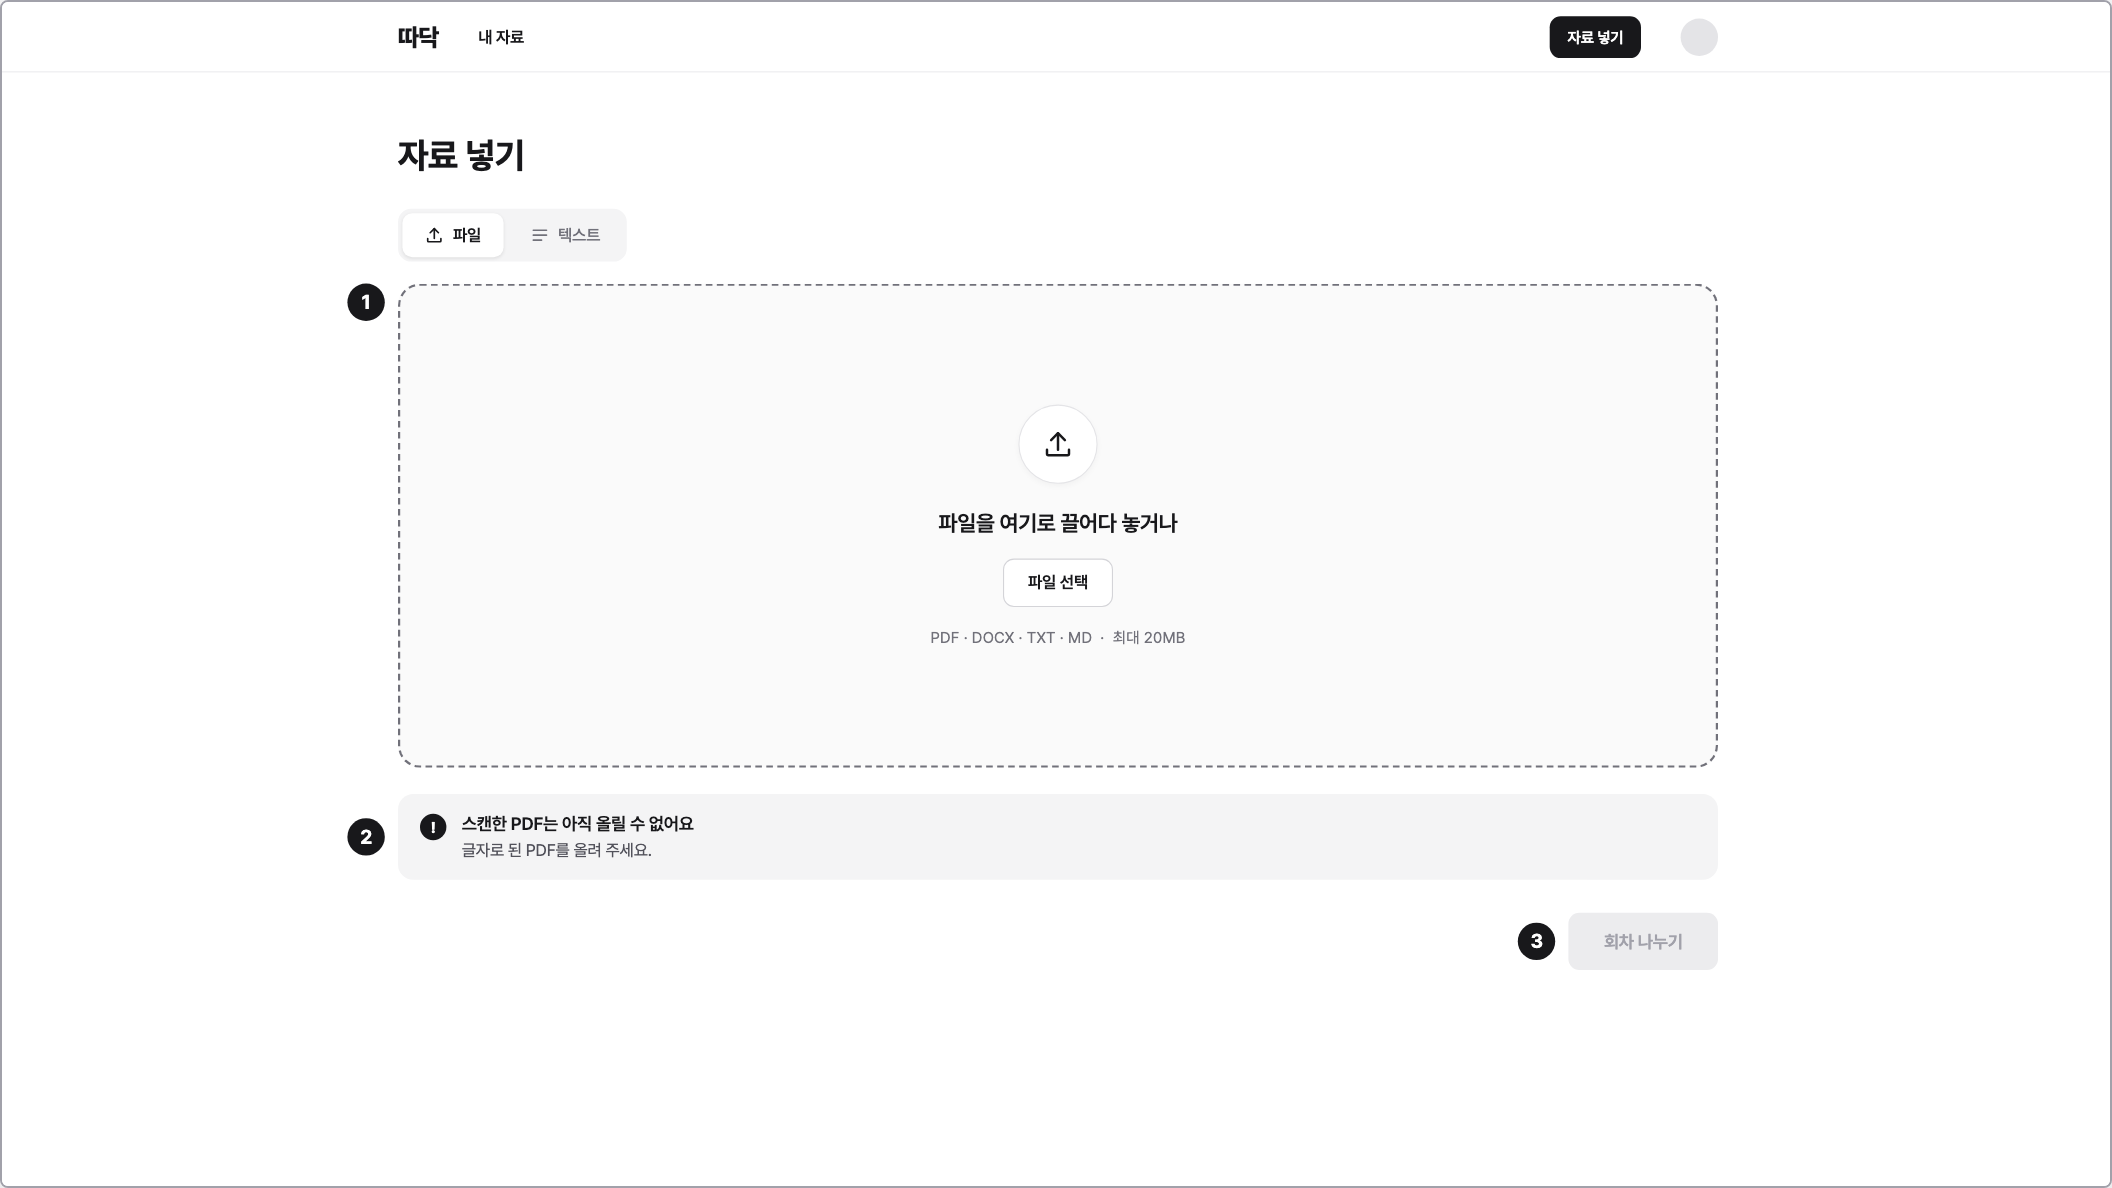 따닥
내 자료
자료 넣기
자료 넣기
파일
텍스트
1
파일을 여기로 끌어다 놓거나
파일 선택
PDF · DOCX · TXT · MD · 최대 20MB
2
!
스캔한 PDF는 아직 올릴 수 없어요
글자로 된 PDF를 올려 주세요.
3
회차 나누기